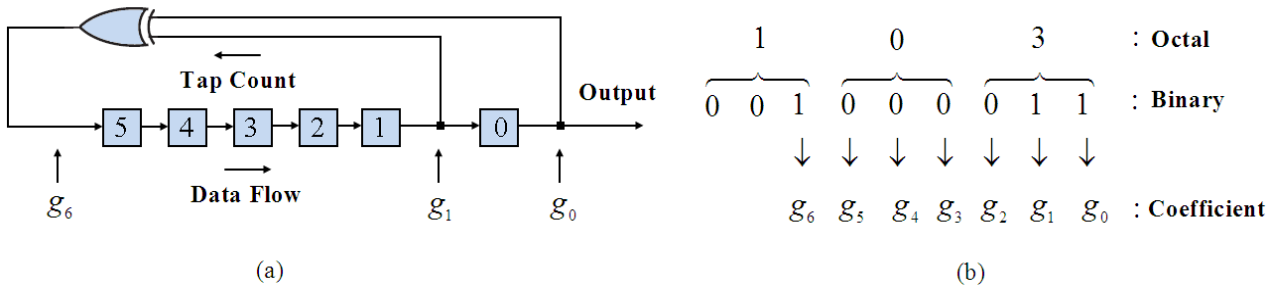 Tap Count
Output
5 4 3 2 1 0
Data Flow
g6 g1 g0
(a)
1 0 3 : Octal
0 0 1 0 0 0 0 1 1 : Binary
g6 g5 g4 g3 g2 g1 g0 : Coefficient
(b)